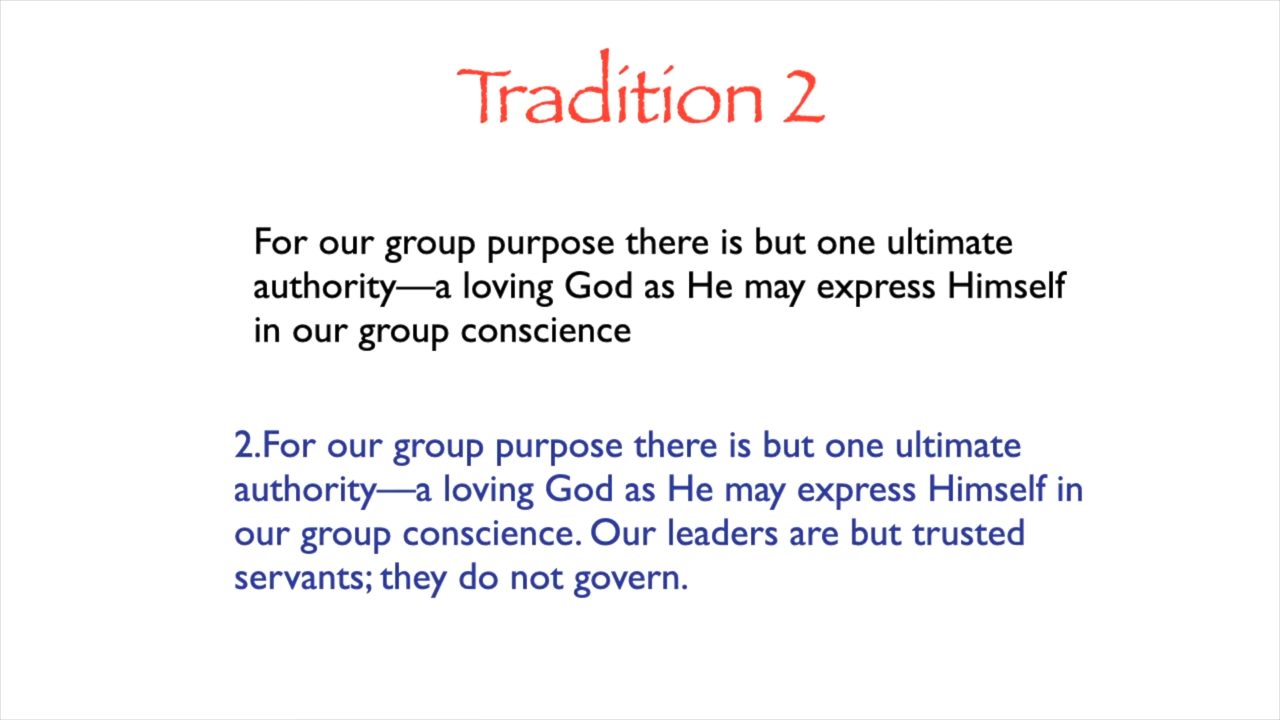 Tradition 2
For our group purpose there is but one ultimate
authority—a loving God as He may express Himself
in our group conscience
2.For our group purpose there is but one ultimate
authority—a loving God as He may express Himself in
our group conscience. Our leaders are but trusted
servants; they do not govern.